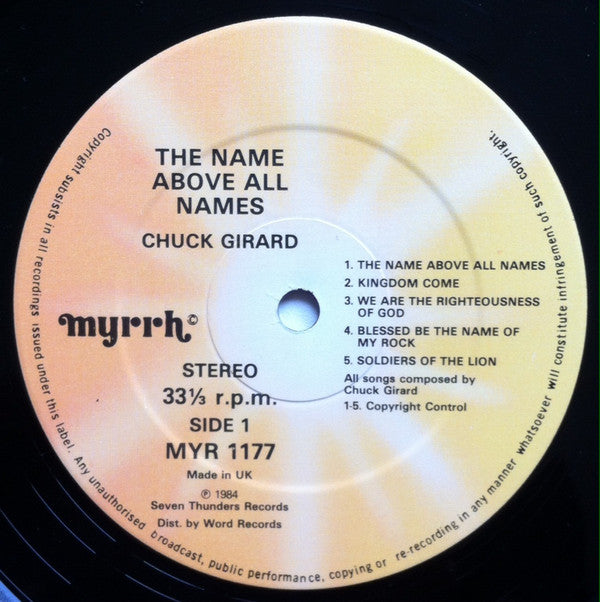 THE NAME
ABOVE ALL
NAMES
CHUCK GIRARD
myrrh©
STEREO
33⅓ r.p.m.
SIDE 1
MYR 1177
Made in UK
℗ 1984
Seven Thunders Records
Dist. by Word Records
1. THE NAME ABOVE ALL NAMES
2. KINGDOM COME
3. WE ARE THE RIGHTEOUSNESS
OF GOD
4. BLESSED BE THE NAME OF
MY ROCK
5. SOLDIERS OF THE LION
All songs composed by
Chuck Girard
1-5. Copyright Control
Copyright subsists in all recordings issued under this label. Any unauthorised broadcast, public performance, copying or re-recording in any manner whatsoever will constitute infringement of such copyright.